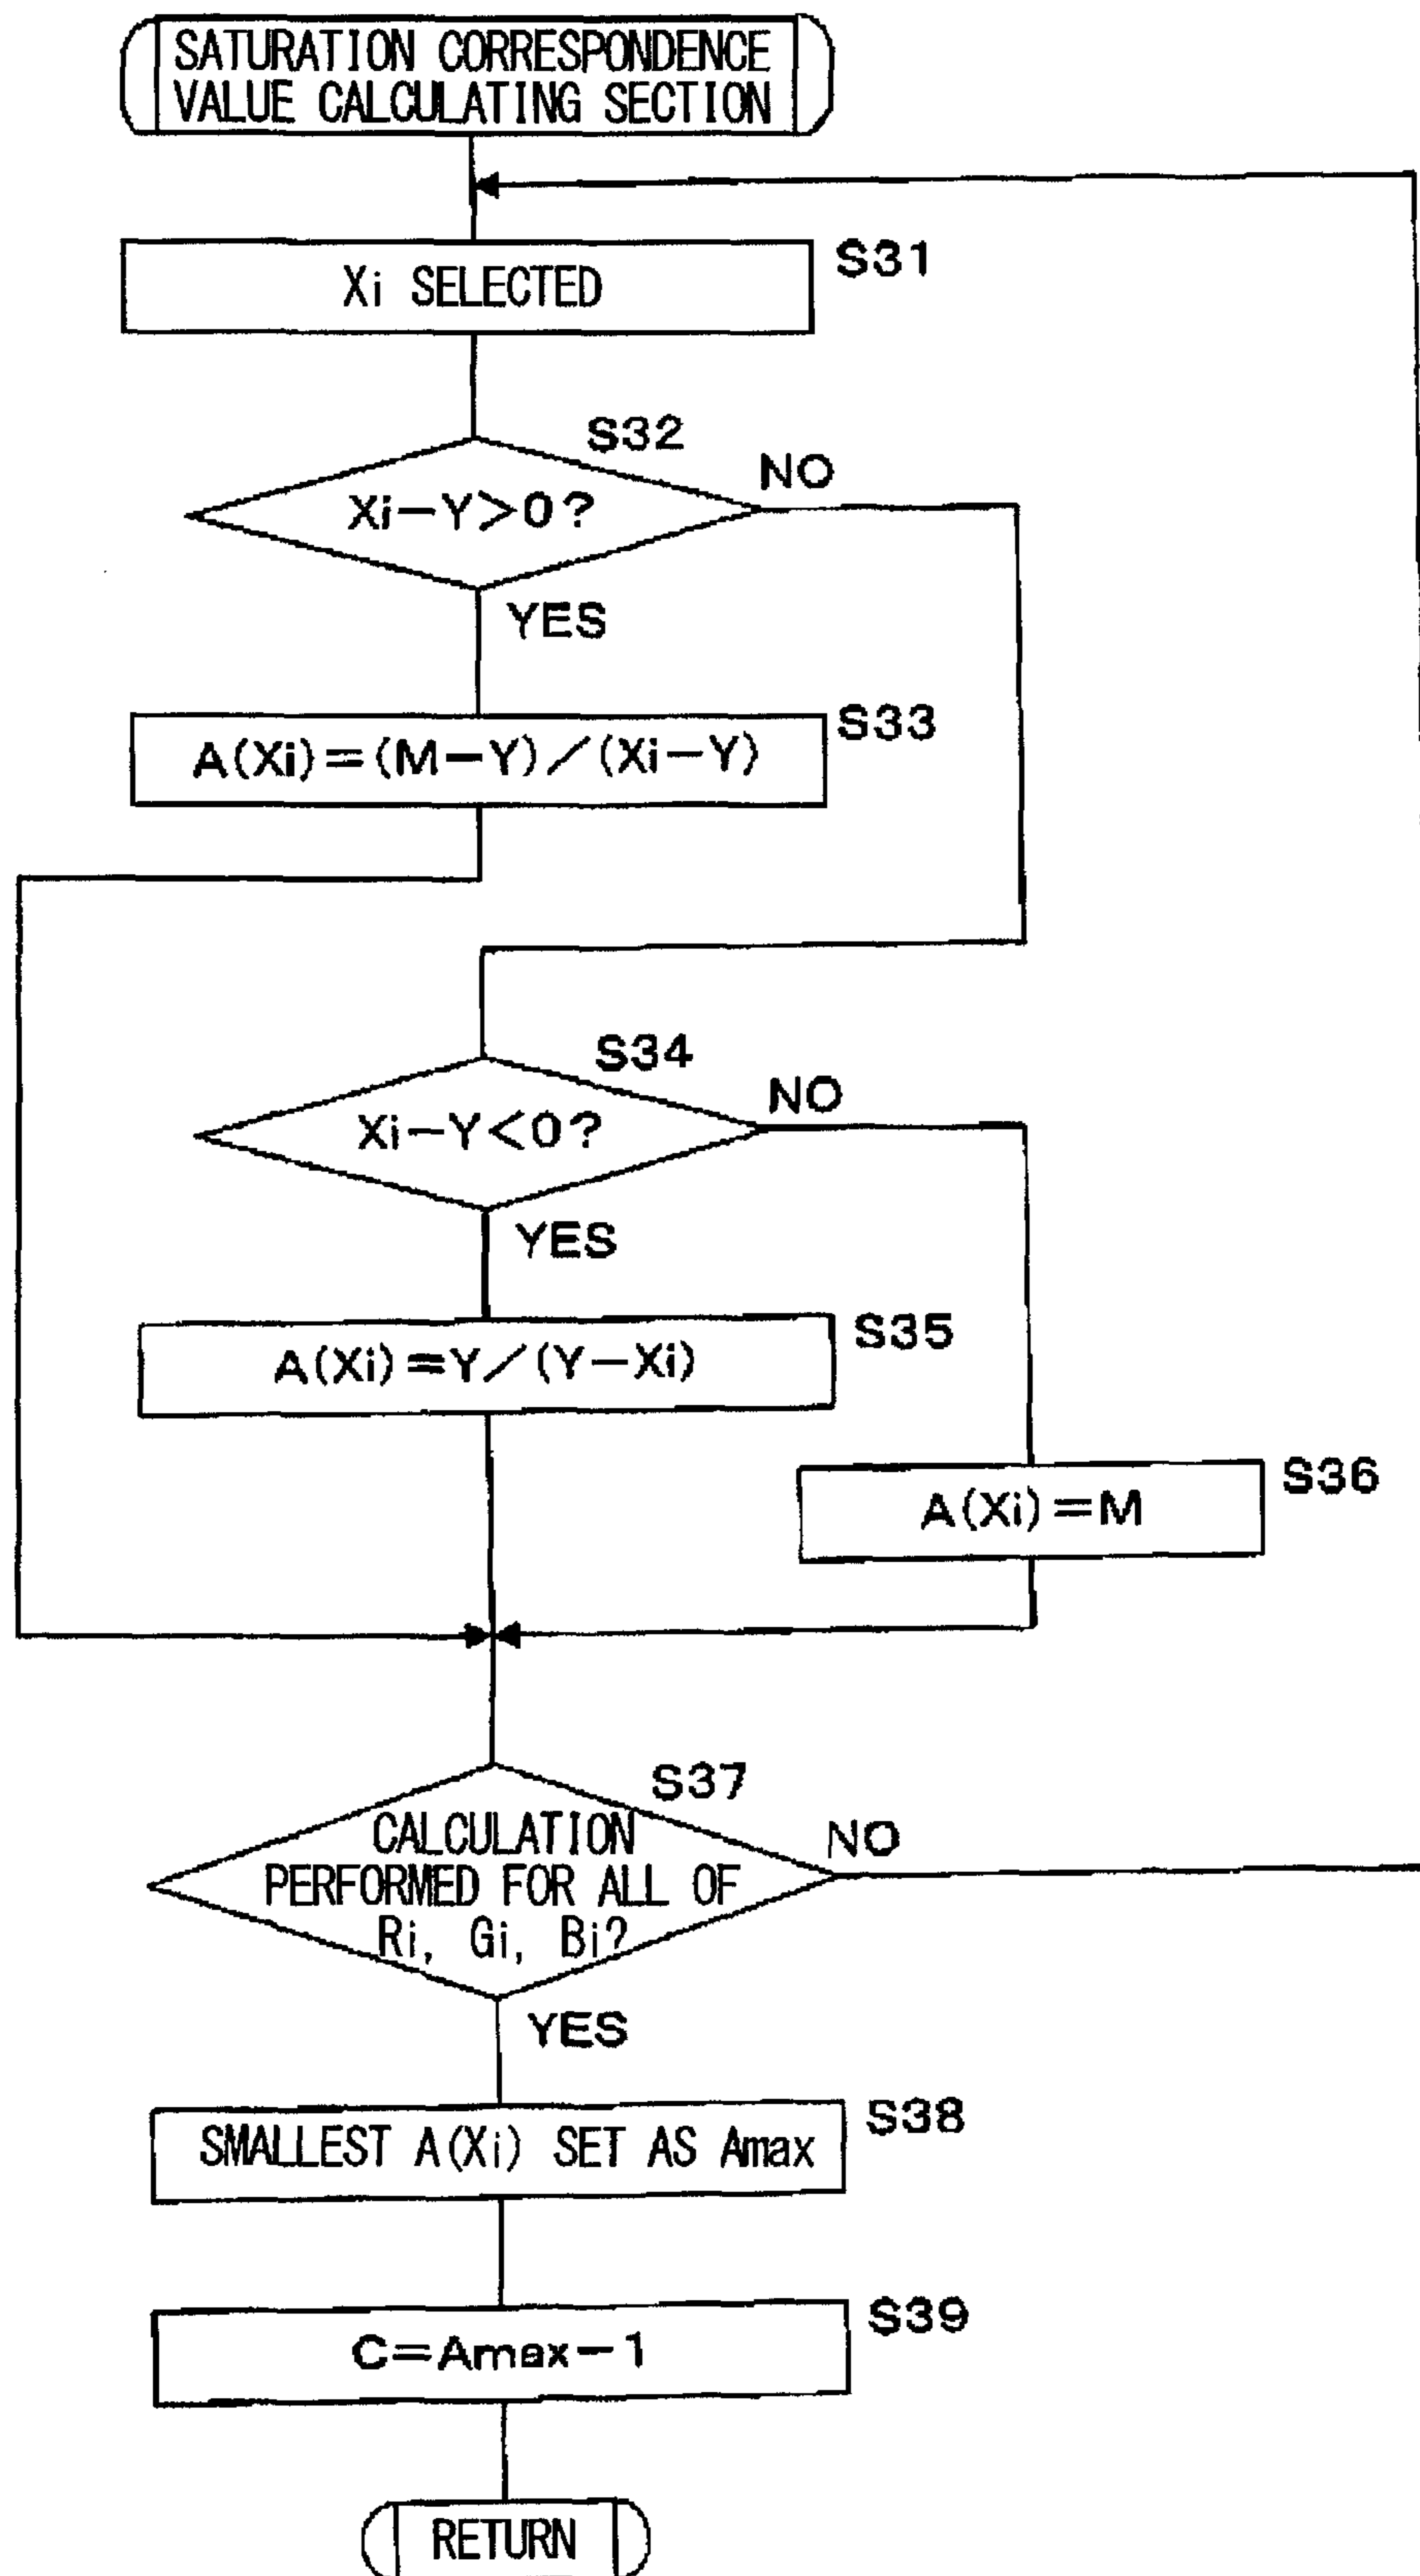 SATURATION CORRESPONDENCE
VALUE CALCULATING SECTION
S31
Xi SELECTED
S32
Xi−Y>0?
NO
YES
S33
A(Xi)=(M−Y)/(Xi−Y)
S34
Xi−Y<0?
NO
YES
S35
A(Xi)=Y/(Y−Xi)
S36
A(Xi)=M
S37
CALCULATION
PERFORMED FOR ALL OF
Ri, Gi, Bi?
NO
YES
S38
SMALLEST A(Xi) SET AS Amax
S39
C=Amax−1
RETURN